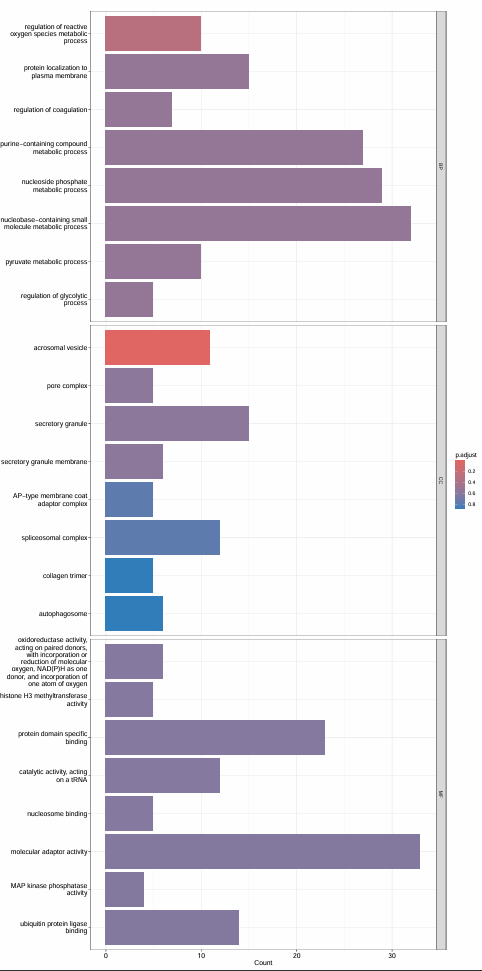 regulation of reactive
oxygen species metabolic
process
protein localization to
plasma membrane
regulation of coagulation
purine−containing compound
metabolic process
nucleoside phosphate
metabolic process
nucleobase−containing small
molecule metabolic process
pyruvate metabolic process
regulation of glycolytic
process
BP
acrosomal vesicle
pore complex
secretory granule
secretory granule membrane
AP−type membrane coat
adaptor complex
spliceosomal complex
collagen trimer
autophagosome
CC
oxidoreductase activity,
acting on paired donors,
with incorporation or
reduction of molecular
oxygen, NAD(P)H as one
donor, and incorporation of
one atom of oxygen
histone H3 methyltransferase
activity
protein domain specific
binding
catalytic activity, acting
on a tRNA
nucleosome binding
molecular adaptor activity
MAP kinase phosphatase
activity
ubiquitin protein ligase
binding
MF
0 10 20 30
Count
p.adjust
0.2
0.4
0.6
0.8